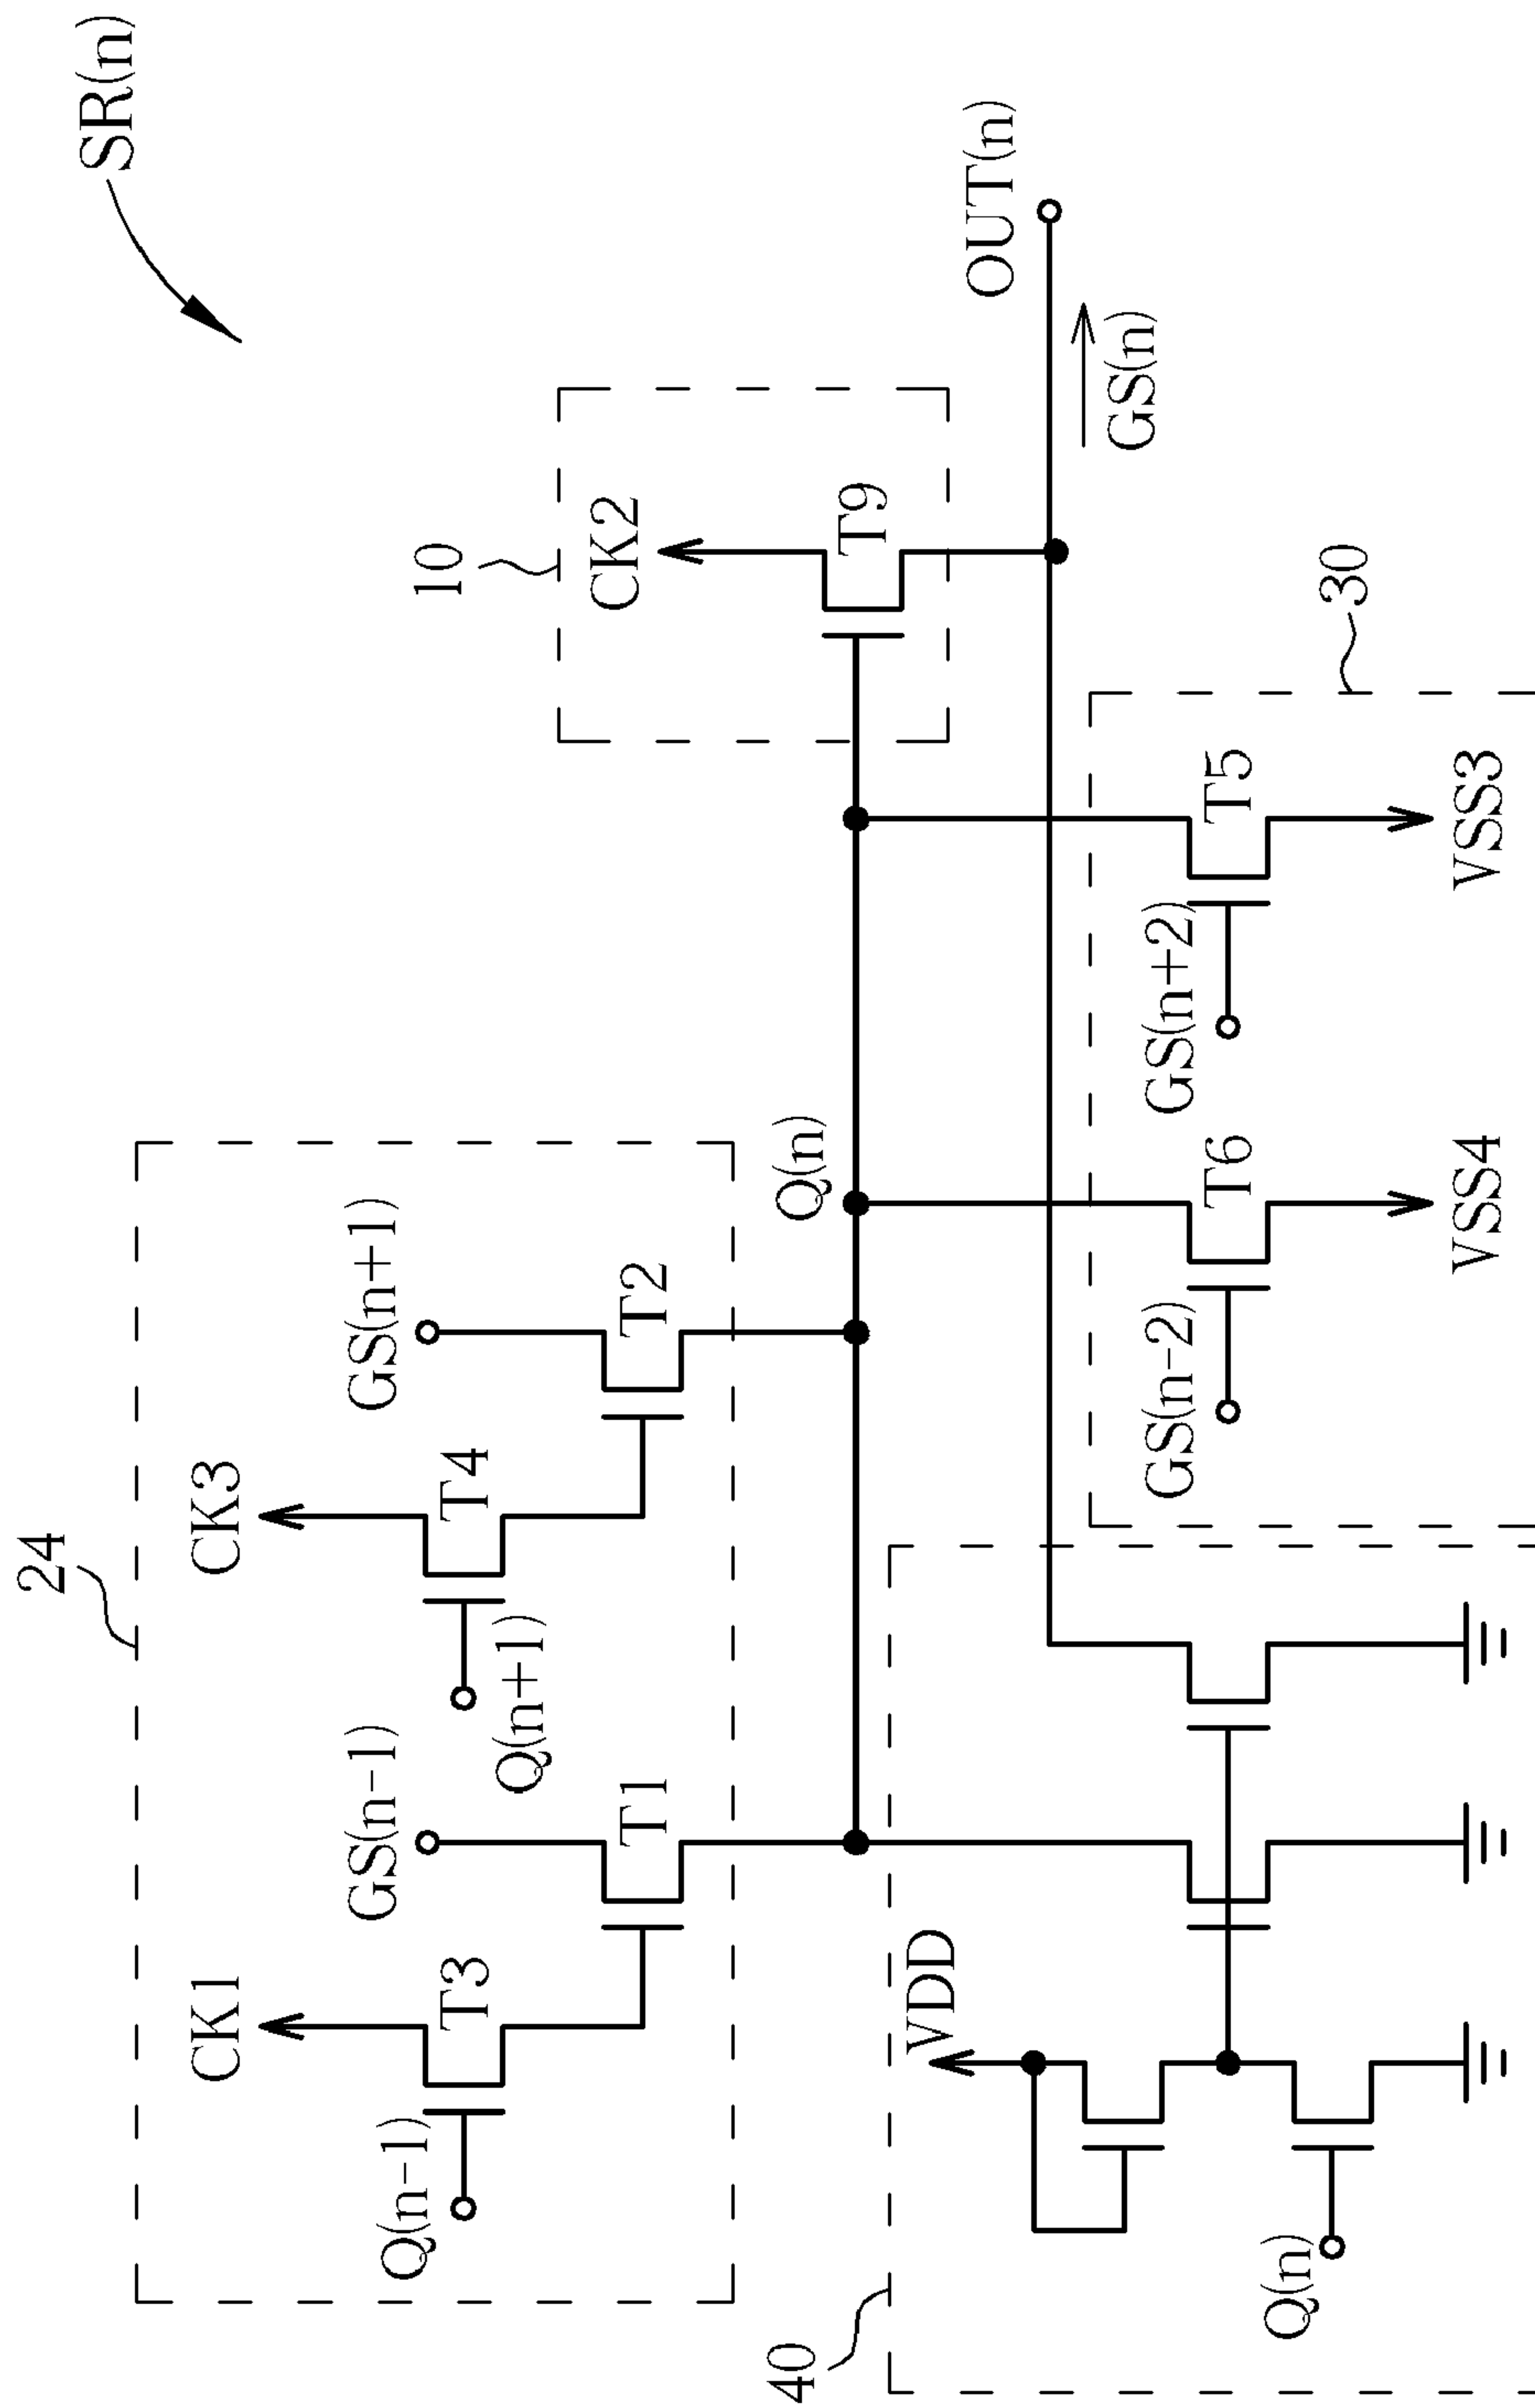 SR(n)
24
CK1
CK3
GS(n-1)
GS(n+1)
Q(n-1)
T3
Q(n+1)
T4
T1
T2
10
CK2
T9
Q(n)
40
VDD
OUT(n)
GS(n)
GS(n-2)
T6
GS(n+2)
T5
30
Q(n)
VSS4
VSS3